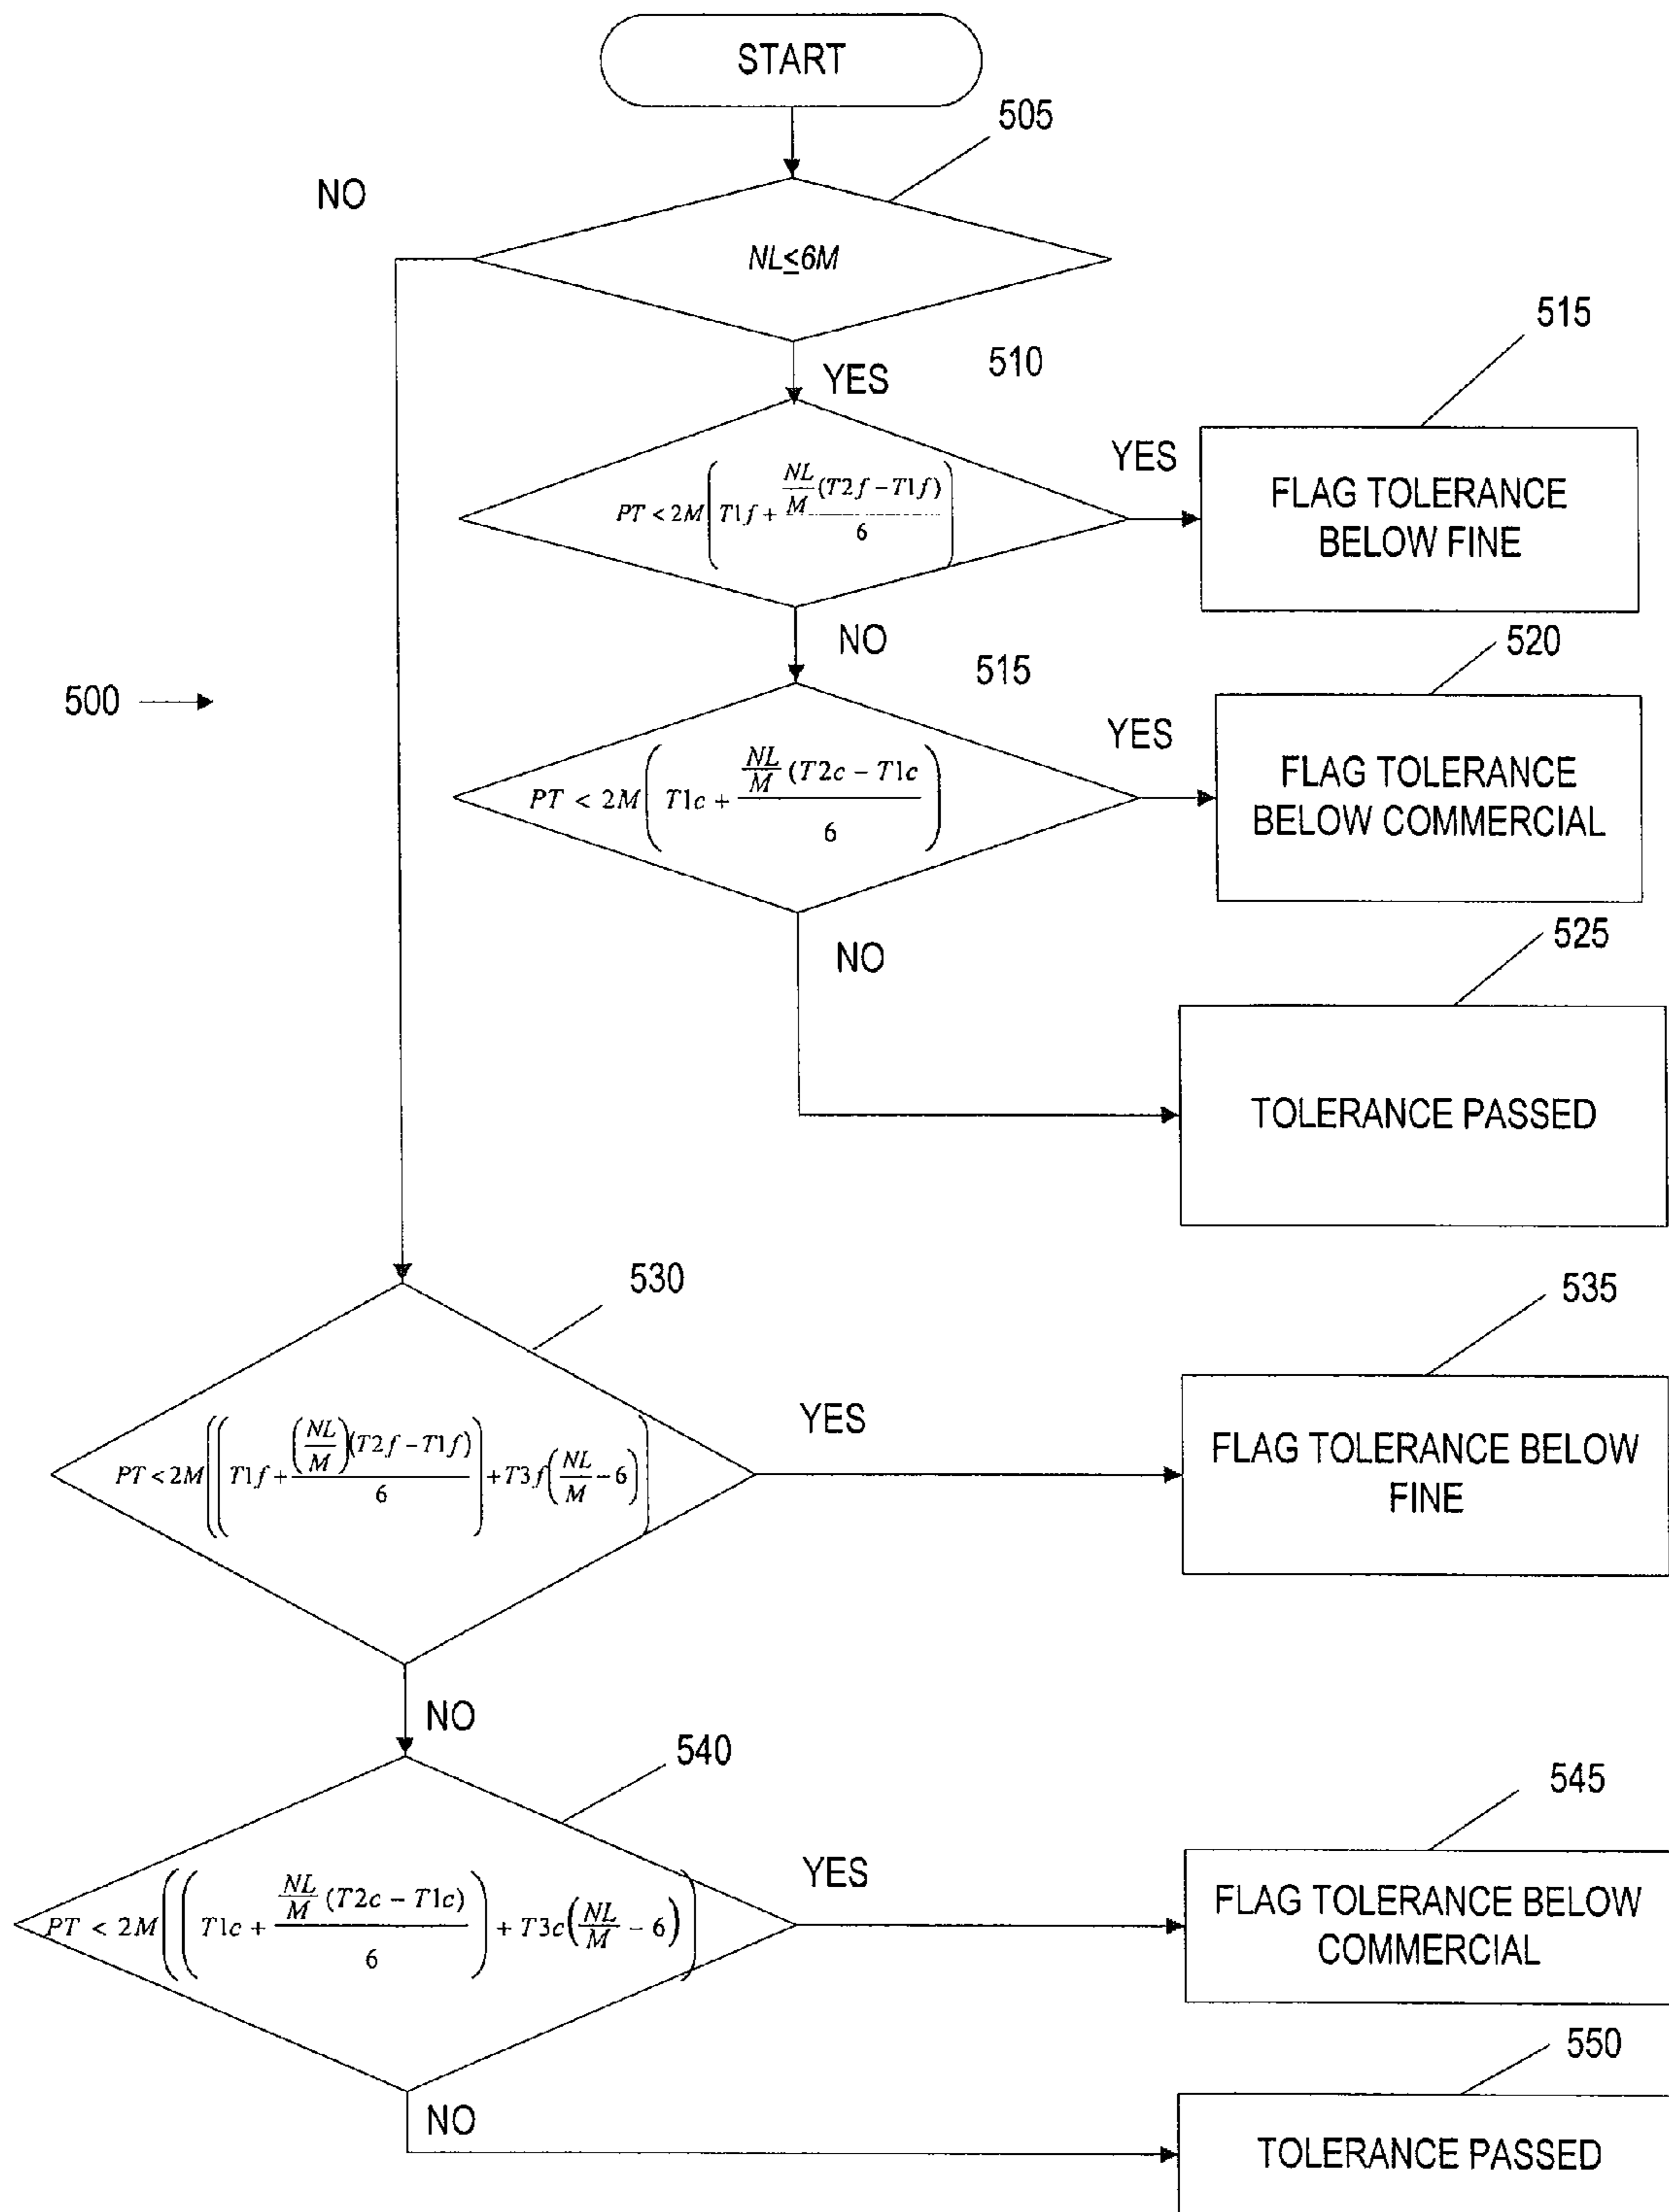 START
505
NO
NL≤6M
510
YES
515
PT < 2M(T1f + (NL/M (T2f − T1f))/6)
YES
FLAG TOLERANCE
BELOW FINE
NO
515
520
500
PT < 2M(T1c + (NL/M (T2c − T1c)/6)
YES
FLAG TOLERANCE
BELOW COMMERCIAL
NO
525
TOLERANCE PASSED
530
535
PT < 2M((T1f + ((NL/M)(T2f − T1f))/6) + T3f(NL/M − 6))
YES
FLAG TOLERANCE BELOW
FINE
NO
540
545
PT < 2M((T1c + (NL/M (T2c − T1c))/6) + T3c(NL/M − 6))
YES
FLAG TOLERANCE BELOW
COMMERCIAL
NO
550
TOLERANCE PASSED